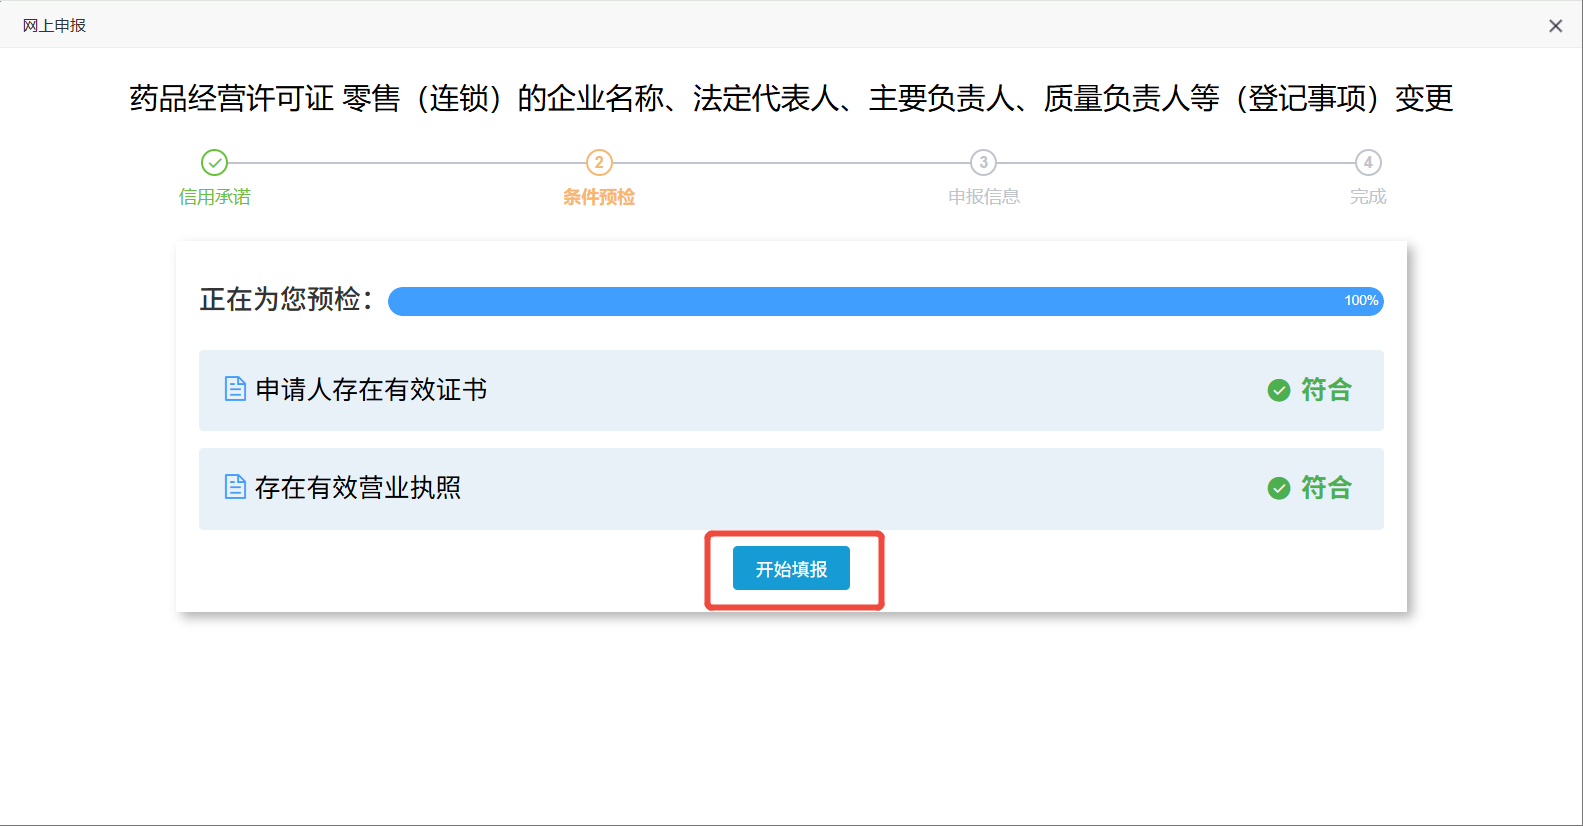 网上申报
药品经营许可证 零售（连锁）的企业名称、法定代表人、主要负责人、质量负责人等（登记事项）变更
2 3 4
信用承诺 条件预检 申报信息 完成
正在为您预检： 100%
申请人存在有效证书 符合
存在有效营业执照 符合
开始填报